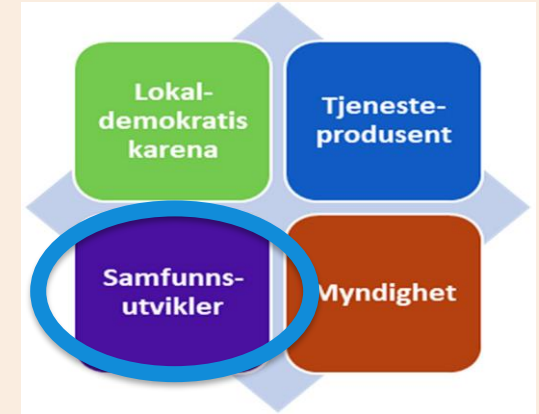 Lokal-
demokratis
karena
Tjeneste-
produsent
Samfunns-
utvikler
Myndighet